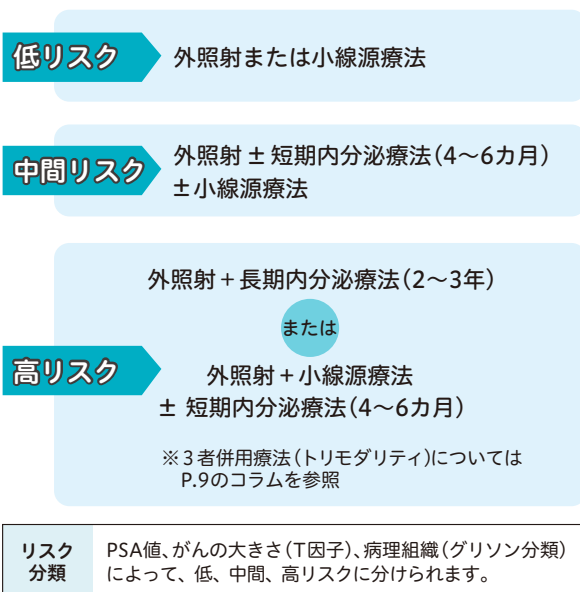 低リスク
外照射または小線源療法
中間リスク
外照射 ± 短期内分泌療法(4〜6カ月)
±小線源療法
高リスク
外照射+長期内分泌療法(2〜3年)
または
外照射+小線源療法
± 短期内分泌療法(4〜6カ月)
※3者併用療法(トリモダリティ)については
P.9のコラムを参照
リスク
分類
PSA値、がんの大きさ(T因子)、病理組織(グリソン分類)
によって、低、中間、高リスクに分けられます。